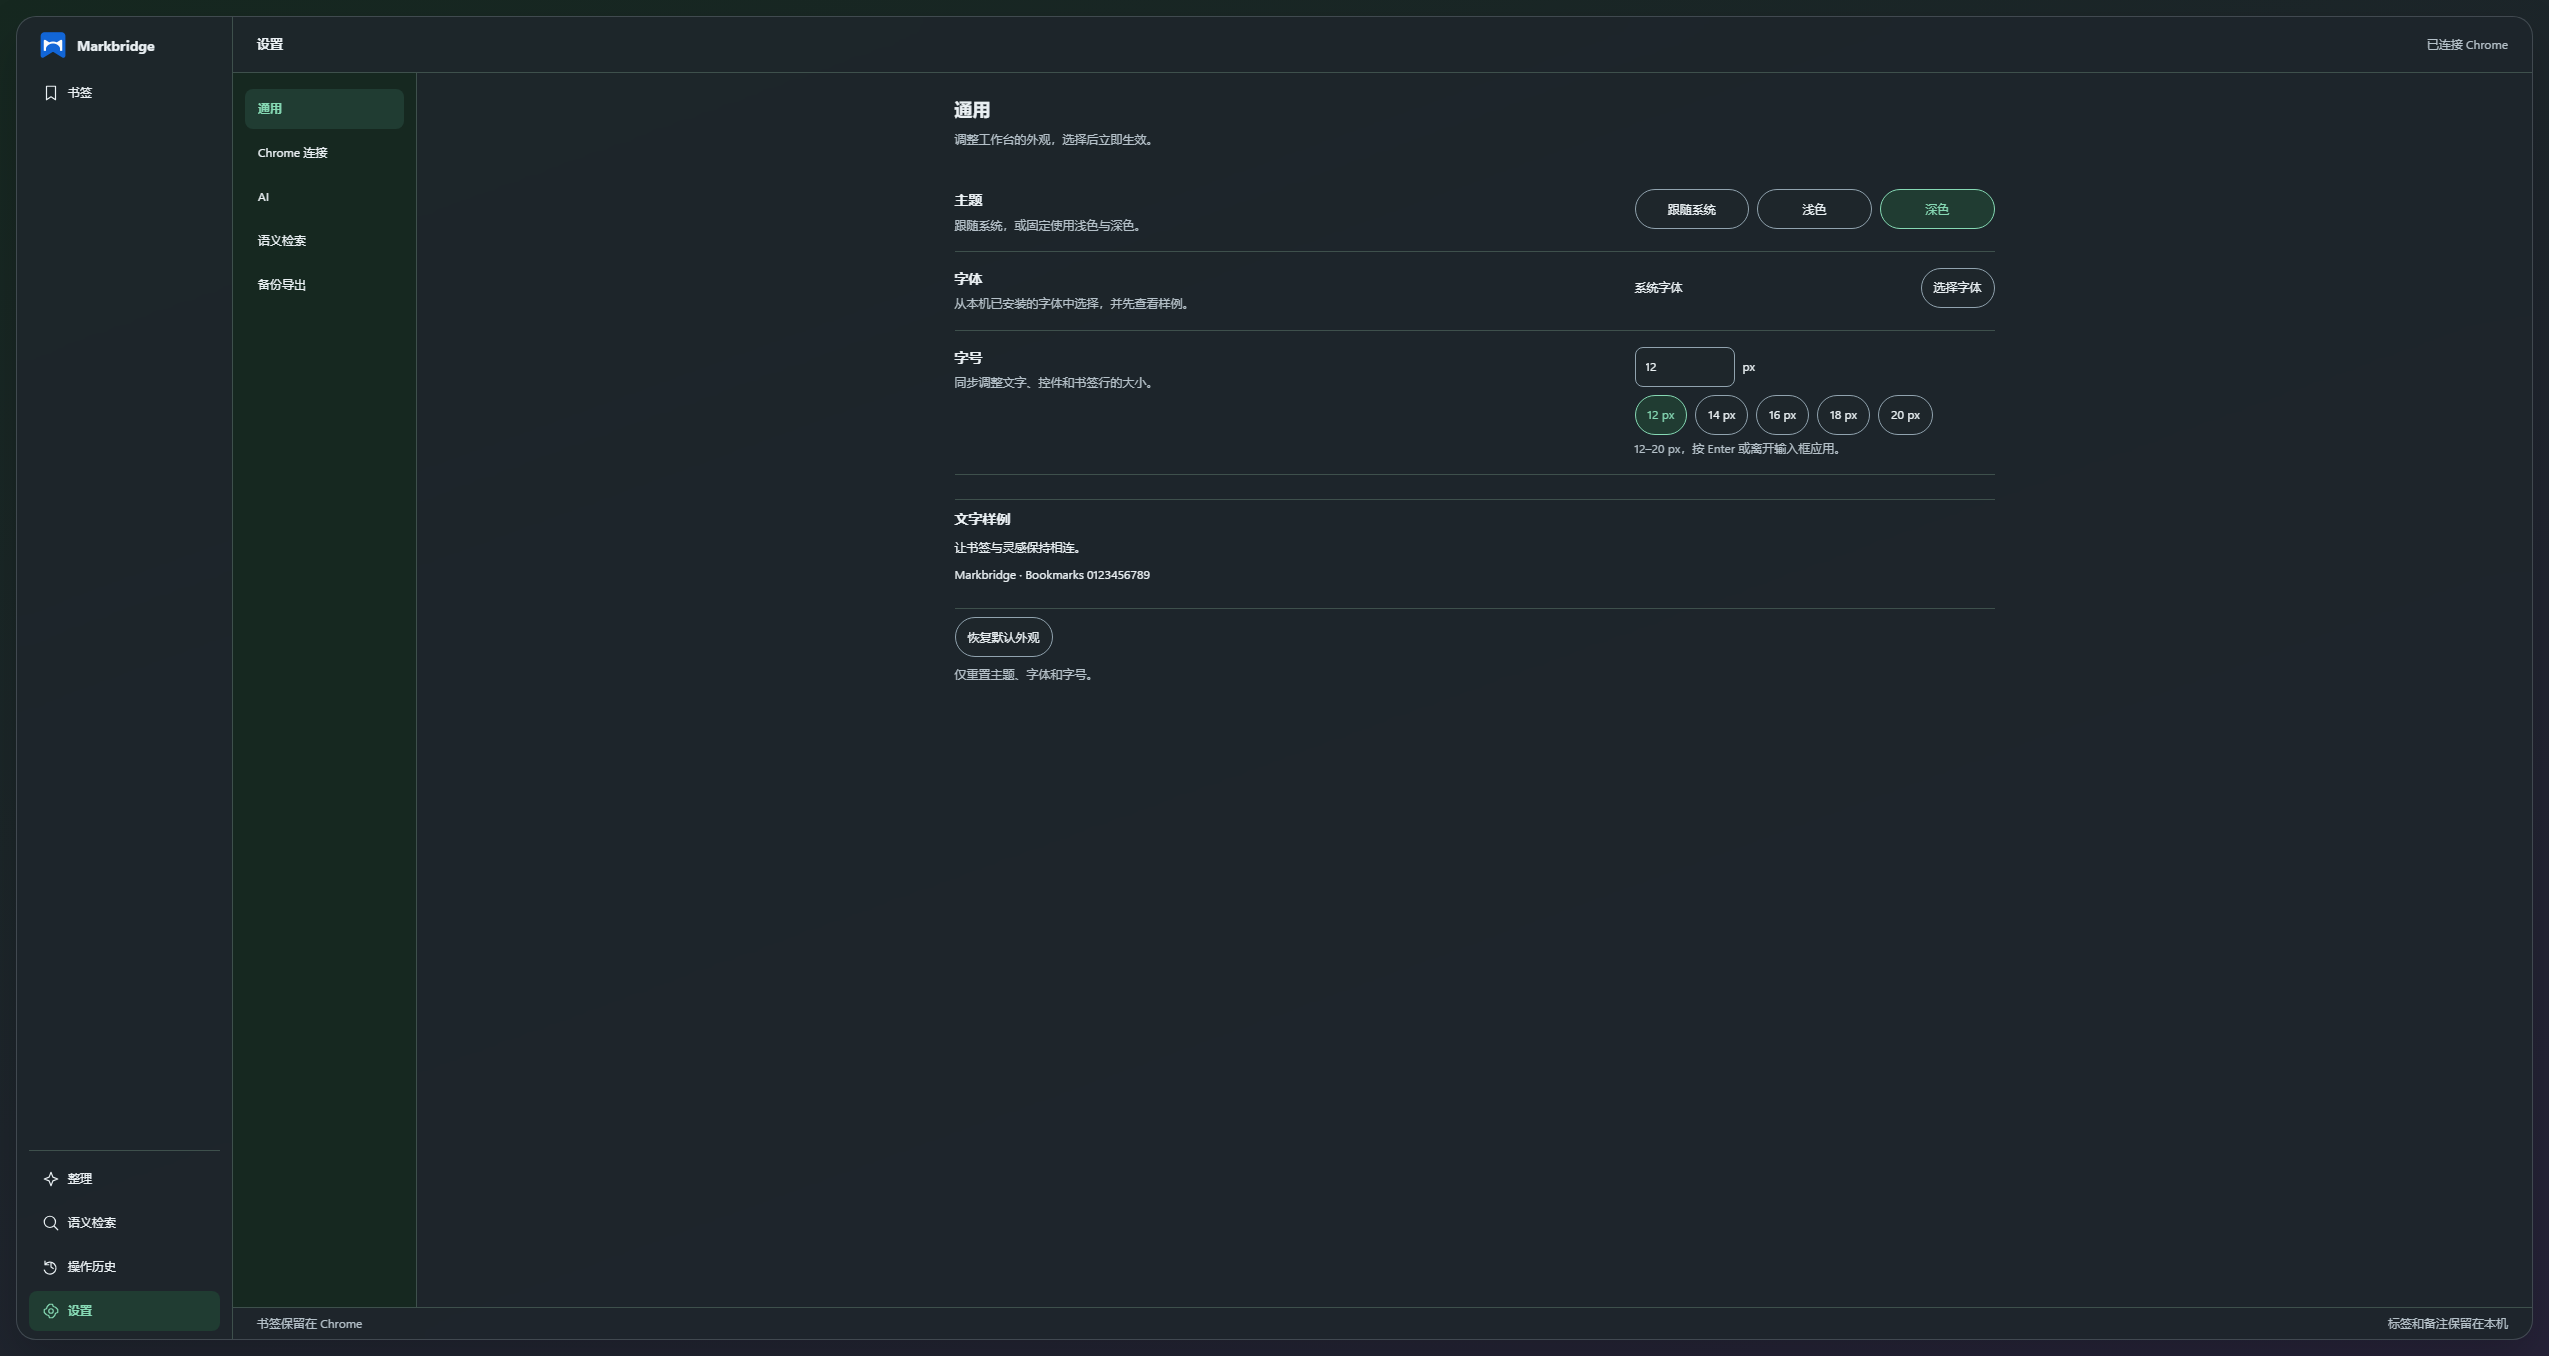 Markbridge
设置
已连接 Chrome
书签
通用
Chrome 连接
AI
语义检索
备份导出
通用
调整工作台的外观，选择后立即生效。
主题
跟随系统，或固定使用浅色与深色。
跟随系统
浅色
深色
字体
从本机已安装的字体中选择，并先查看样例。
系统字体
选择字体
字号
同步调整文字、控件和书签行的大小。
12
px
12 px
14 px
16 px
18 px
20 px
12–20 px，按 Enter 或离开输入框应用。
文字样例
让书签与灵感保持相连。
Markbridge · Bookmarks 0123456789
恢复默认外观
仅重置主题、字体和字号。
整理
语义检索
操作历史
设置
书签保留在 Chrome
标签和备注保留在本机